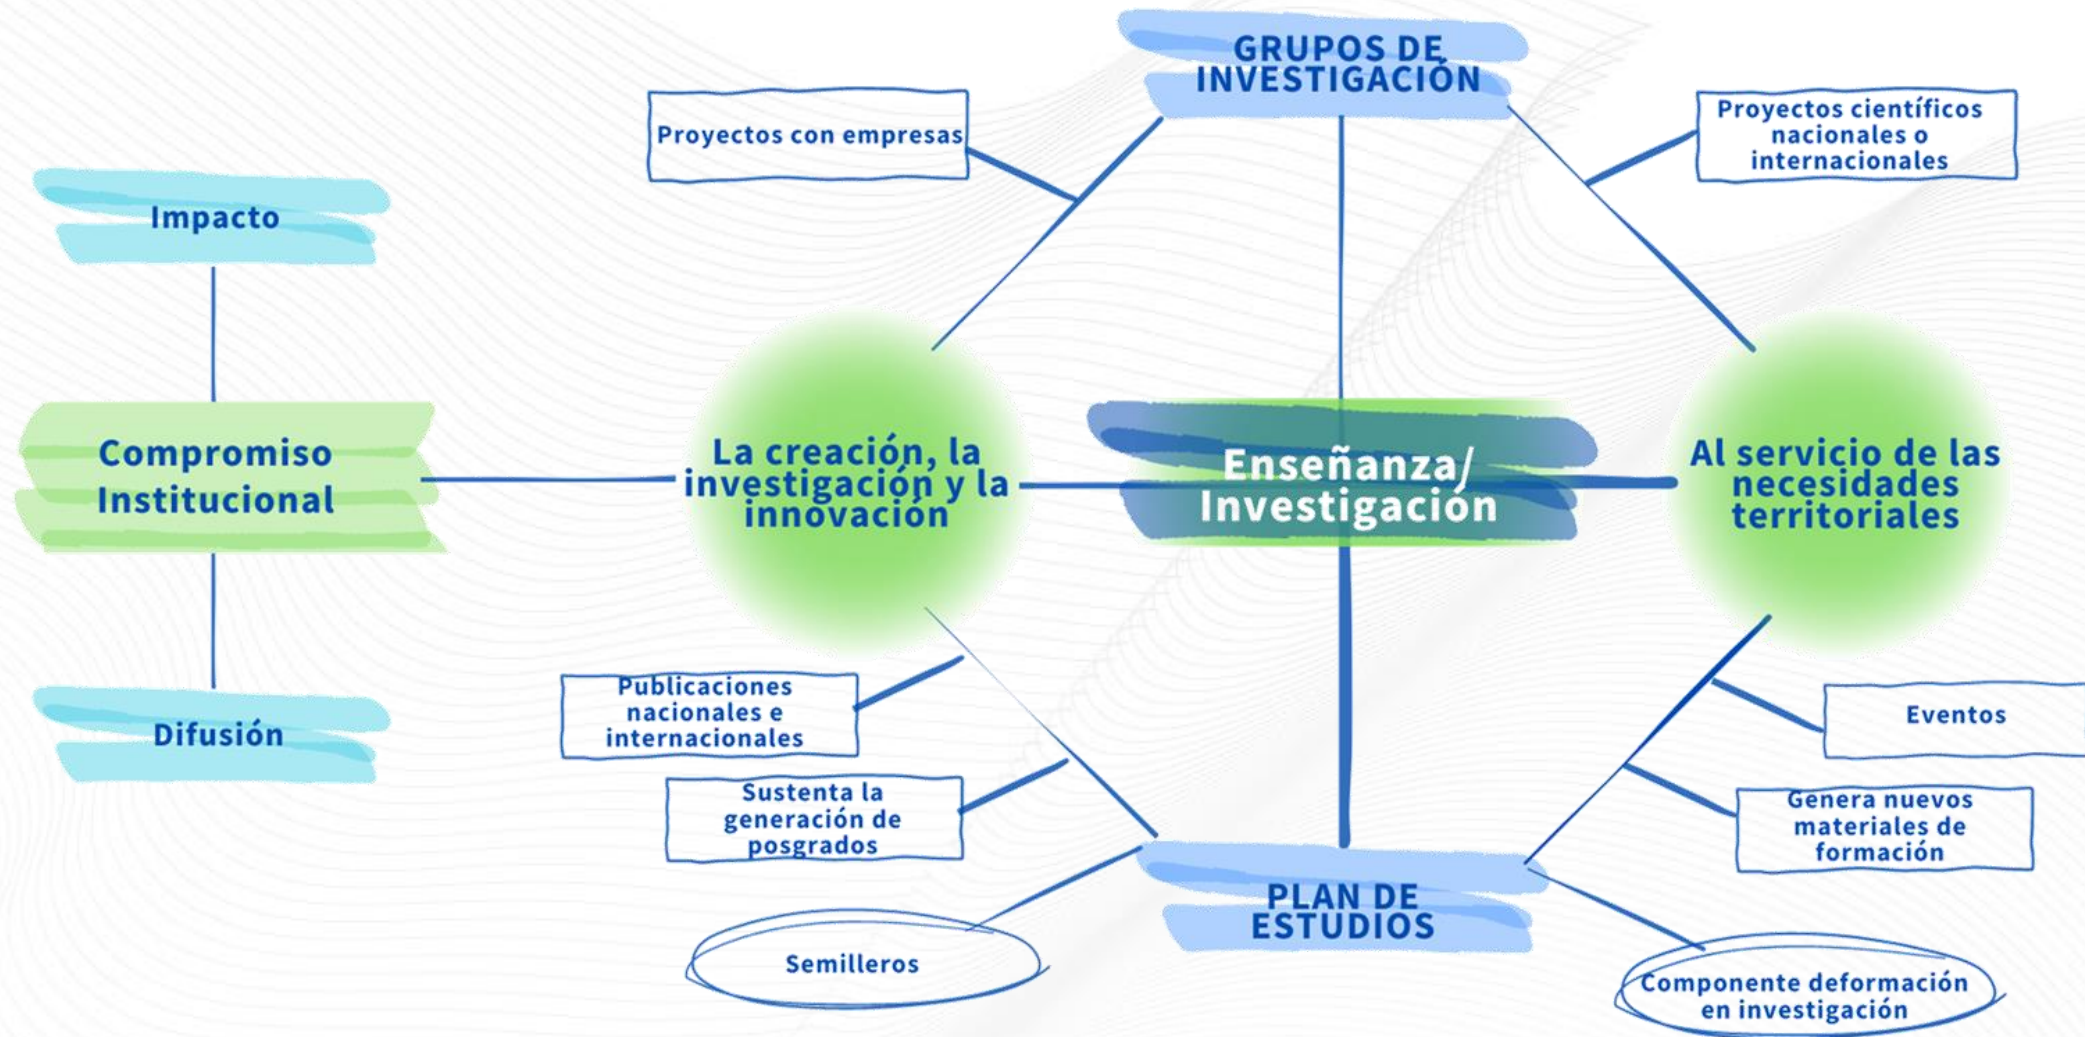 GRUPOS DE
INVESTIGACIÓN
Proyectos con empresas
Proyectos científicos
nacionales o
internacionales
Impacto
Compromiso
Institucional
La creación, la
investigación y la
innovación
Enseñanza/
Investigación
Al servicio de las
necesidades
territoriales
Difusión
Publicaciones
nacionales e
internacionales
Eventos
Sustenta la
generación de
posgrados
Genera nuevos
materiales de
formación
PLAN DE
ESTUDIOS
Semilleros
Componente deformación
en investigación